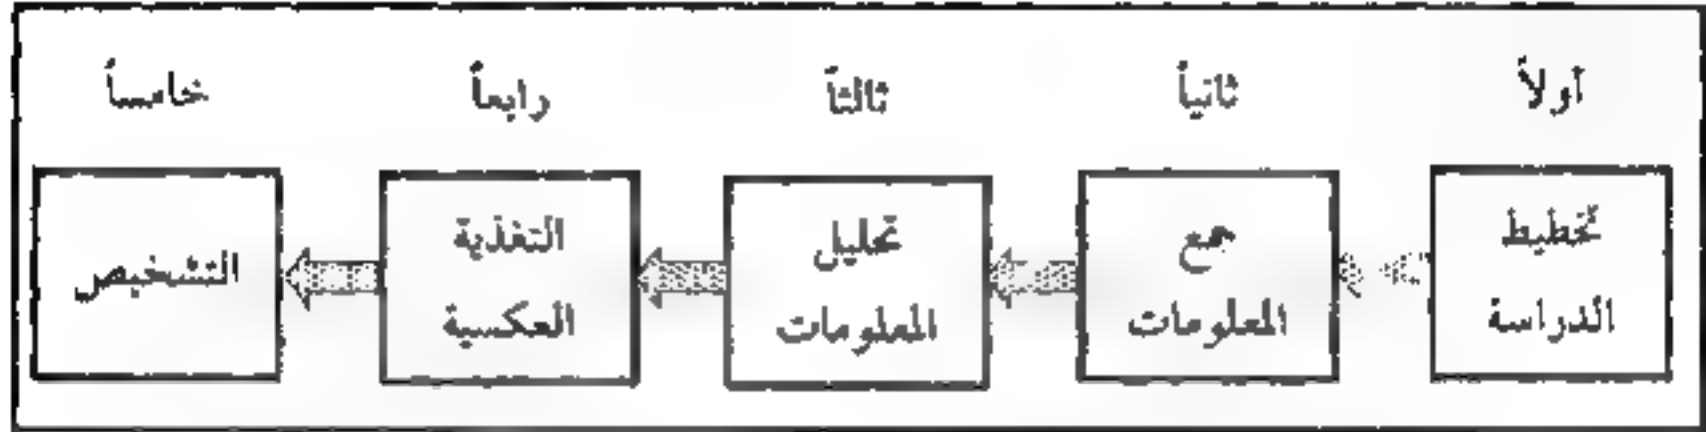 أولاً
ثانياً
ثالثاً
رابعاً
خامساً
تخطيط
الدراسة
جمع
المعلومات
تحليل
المعلومات
التغذية
العكسية
التشخيص